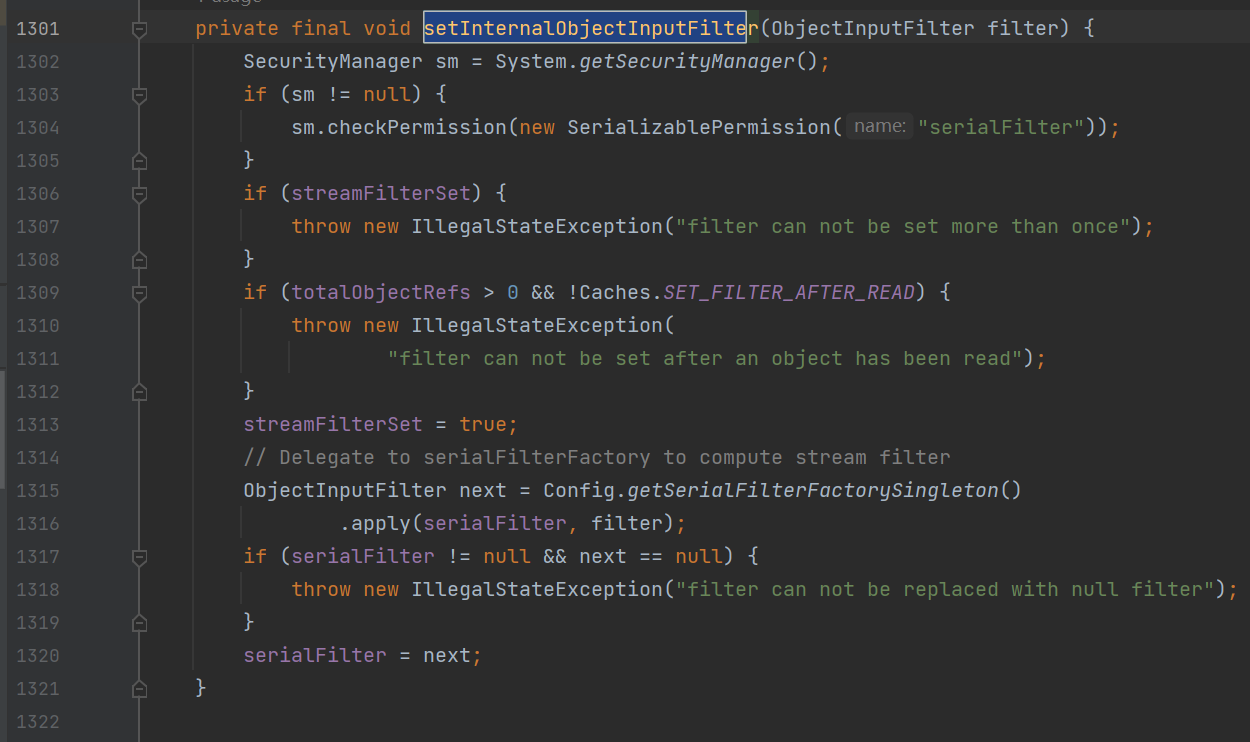 1301 private final void setInternalObjectInputFilter(ObjectInputFilter filter) {
1302 SecurityManager sm = System.getSecurityManager();
1303 if (sm != null) {
1304 sm.checkPermission(new SerializablePermission( name: "serialFilter"));
1305 }
1306 if (streamFilterSet) {
1307 throw new IllegalStateException("filter can not be set more than once");
1308 }
1309 if (totalObjectRefs > 0 && !Caches.SET_FILTER_AFTER_READ) {
1310 throw new IllegalStateException(
1311 "filter can not be set after an object has been read");
1312 }
1313 streamFilterSet = true;
1314 // Delegate to serialFilterFactory to compute stream filter
1315 ObjectInputFilter next = Config.getSerialFilterFactorySingleton()
1316 .apply(serialFilter, filter);
1317 if (serialFilter != null && next == null) {
1318 throw new IllegalStateException("filter can not be replaced with null filter");
1319 }
1320 serialFilter = next;
1321 }
1322